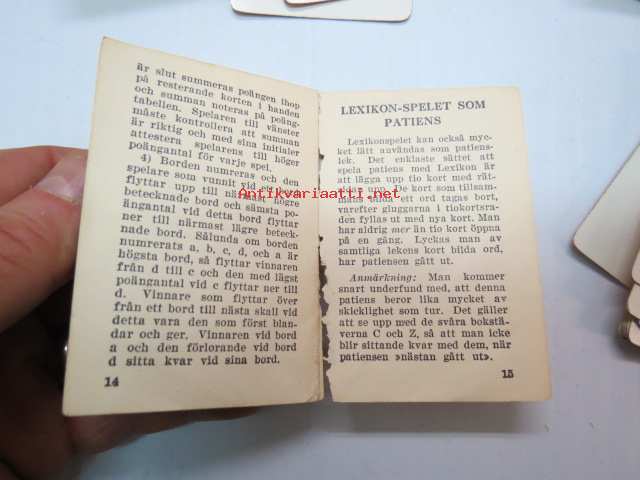 är slut summeras poängen ihop
på resterande korten i handen
och summan noteras på poäng-
tabellen. Spelaren till vänster
måste kontrollera att summan
är riktig och med sina initialer
attestera spelarens till höger
poängantal för varje spel.
4) Borden numreras och den
spelare som vunnit vid ett bord
flyttar upp till närmast högre
betecknade bord och sämsta po-
ängantal vid detta bord flyttar
ner till närmast lägre beteck-
nade bord. Sålunda om borden
numrerats a, b, c, d, och a är
högsta bord, så flyttar vinnaren
från d till c och den med lägst
poängantal vid c flyttar ner till
d. Vinnare som flyttar över
från ett bord till nästa skall vid
detta vara den som först blan-
dar och ger. Vinnaren vid bord
a och den förlorande vid bord
d sitta kvar vid sina bord.
14
LEXIKON-SPELET SOM
PATIENS
Lexikonspelet kan också myc-
ket lätt användas som patiens-
lek. Det enklaste sättet att
spela patiens med Lexikon är
att lägga upp tio kort med rät-
upp. De kort som tillsam-
mans bilda ett ord tagas bort,
varefter gluggarna i tiokortsra-
den fyllas ut med nya kort. Man
har aldrig mer än tio kort öppna
på en gång. Lyckas man av
samtliga lekens kort bilda ord,
har patiensen gått ut.
Anmärkning: Man kommer
snart underfund med, att denna
patiens beror lika mycket av
skicklighet som tur. Det gäller
att se upp med de svåra bokstä-
verna C och Z, så att man icke
blir sittande kvar med dem, när
patiensen »nästan gått ut».
15
Antikvariaatti.net